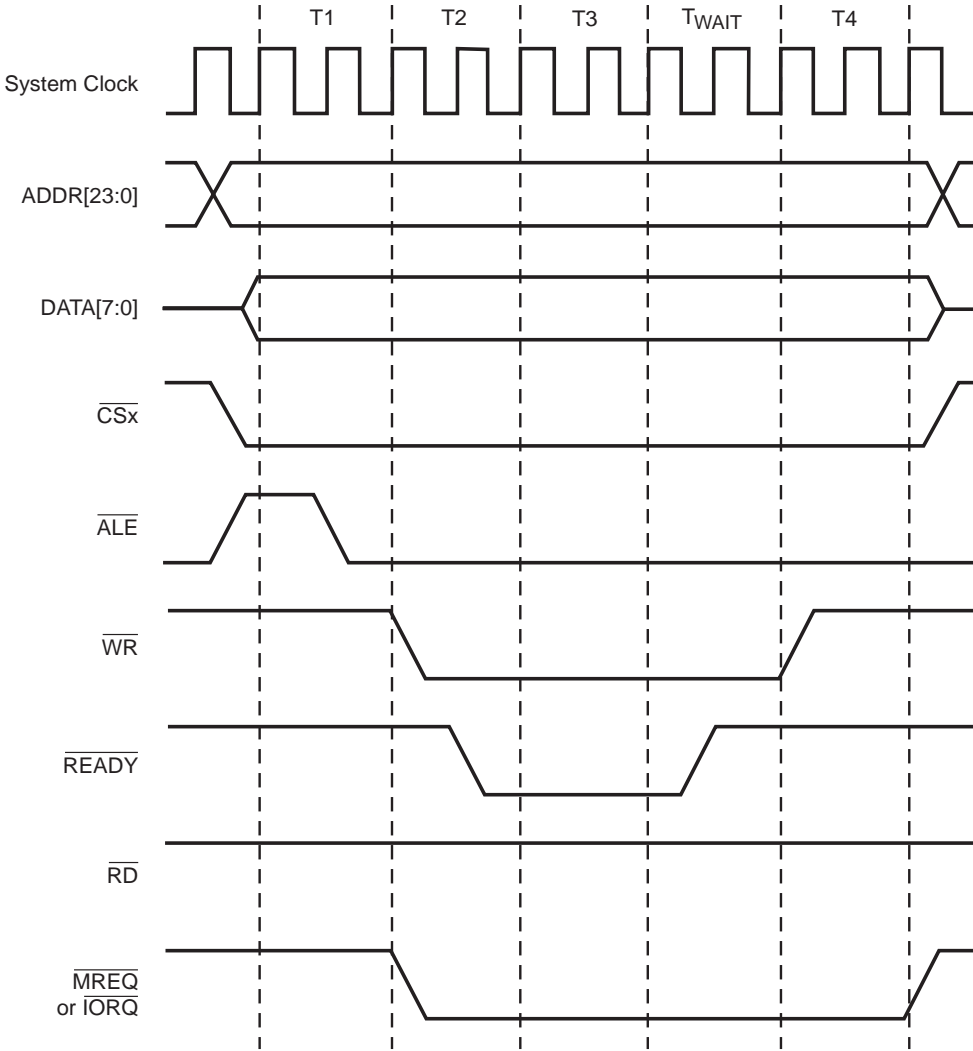 T1 T2 T3 TWAIT T4
System Clock
ADDR[23:0]
DATA[7:0]
CSx
ALE
WR
READY
RD
MREQ
or IORQ